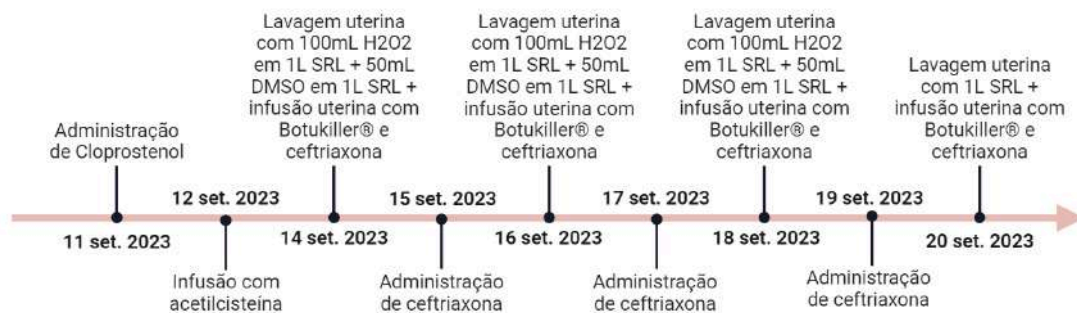 Administração
de Cloprostenol
11 set. 2023
12 set. 2023
Infusão com
acetilcisteína
Lavagem uterina
com 100mL H2O2
em 1L SRL + 50mL
DMSO em 1L SRL +
infusão uterina com
Botukiller® e
ceftriaxona
14 set. 2023
15 set. 2023
Administração
de ceftriaxona
Lavagem uterina
com 100mL H2O2
em 1L SRL + 50mL
DMSO em 1L SRL +
infusão uterina com
Botukiller® e
ceftriaxona
16 set. 2023
17 set. 2023
Administração
de ceftriaxona
Lavagem uterina
com 100mL H2O2
em 1L SRL + 50mL
DMSO em 1L SRL +
infusão uterina com
Botukiller® e
ceftriaxona
18 set. 2023
19 set. 2023
Administração
de ceftriaxona
Lavagem uterina
com 1L SRL +
infusão uterina com
Botukiller® e
ceftriaxona
20 set. 2023